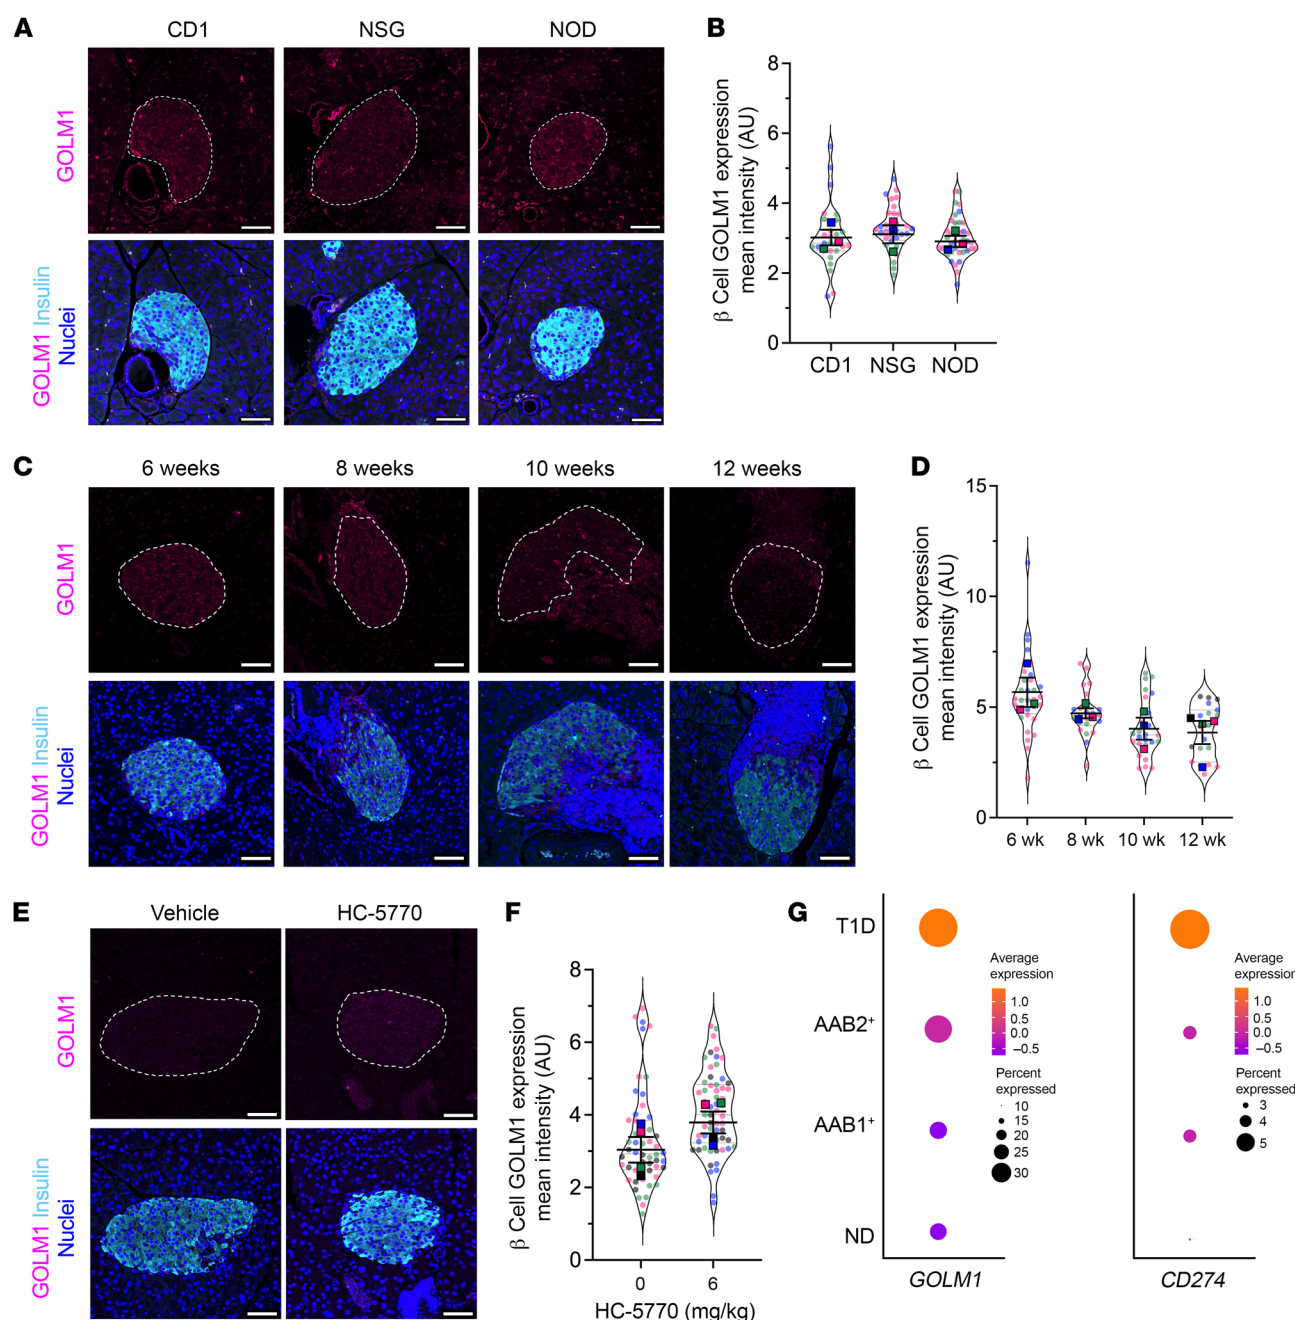 A
CD1
NSG
NOD
GOLM1
GOLM1 Insulin
Nuclei
B
8
6
4
2
0
β Cell GOLM1 expression
mean intensity (AU)
CD1
NSG
NOD
C
6 weeks
8 weeks
10 weeks
12 weeks
GOLM1
GOLM1 Insulin
Nuclei
D
15
10
5
0
β Cell GOLM1 expression
mean intensity (AU)
6 wk
8 wk
10 wk
12 wk
E
Vehicle
HC-5770
GOLM1
GOLM1 Insulin
Nuclei
F
8
6
4
2
0
β Cell GOLM1 expression
mean intensity (AU)
0
6
HC-5770 (mg/kg)
G
T1D
AAB2⁺
AAB1⁺
ND
GOLM1
Average
expression
1.0
0.5
0.0
–0.5
Percent
expressed
10
15
20
25
30
CD274
Average
expression
1.0
0.5
0.0
–0.5
Percent
expressed
3
4
5